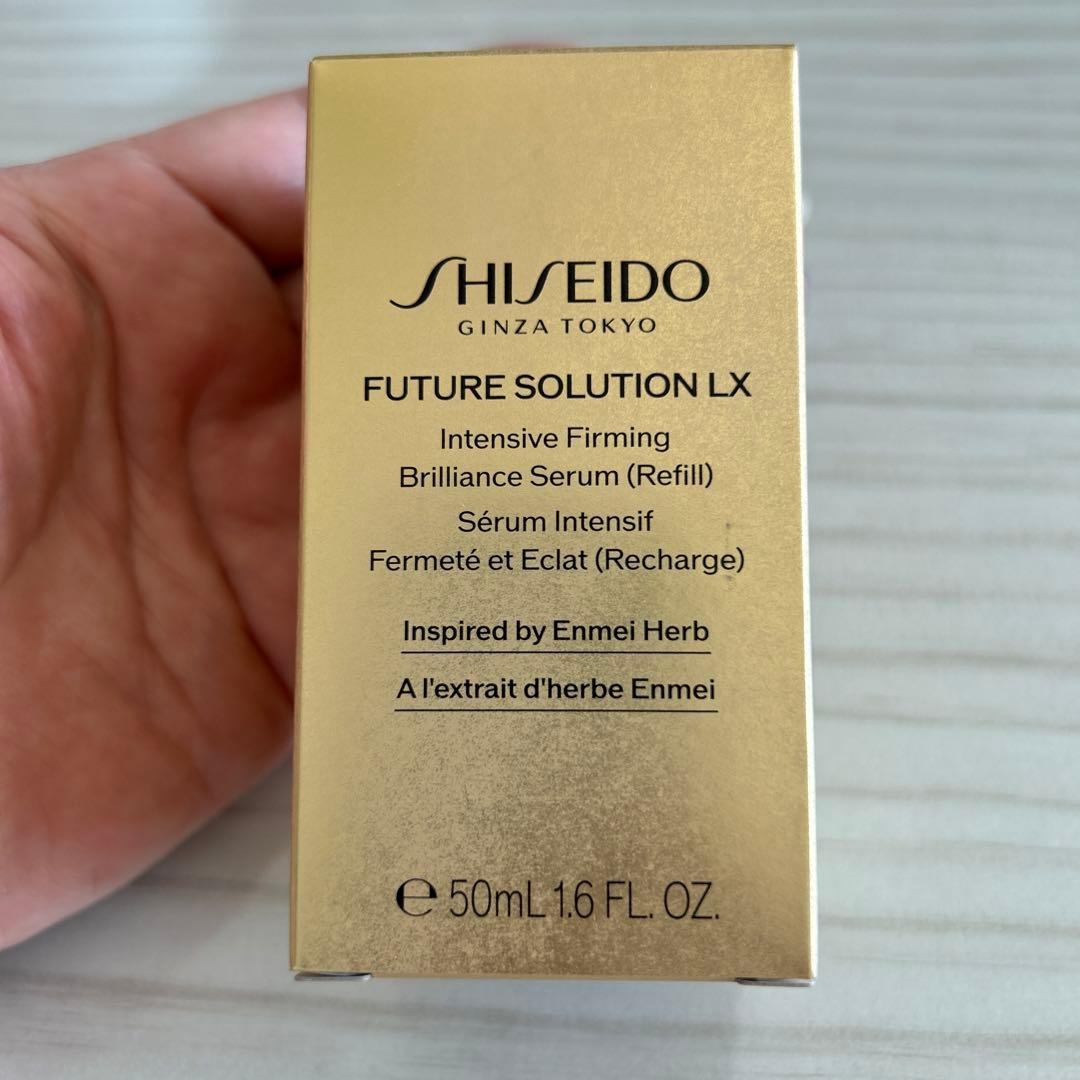 SHISEIDO
GINZA TOKYO
FUTURE SOLUTION LX
Intensive Firming
Brilliance Serum (Refill)
Sérum Intensif
Fermeté et Eclat (Recharge)
Inspired by Enmei Herb
A l'extrait d'herbe Enmei
℮ 50mL 1.6 FL. OZ.